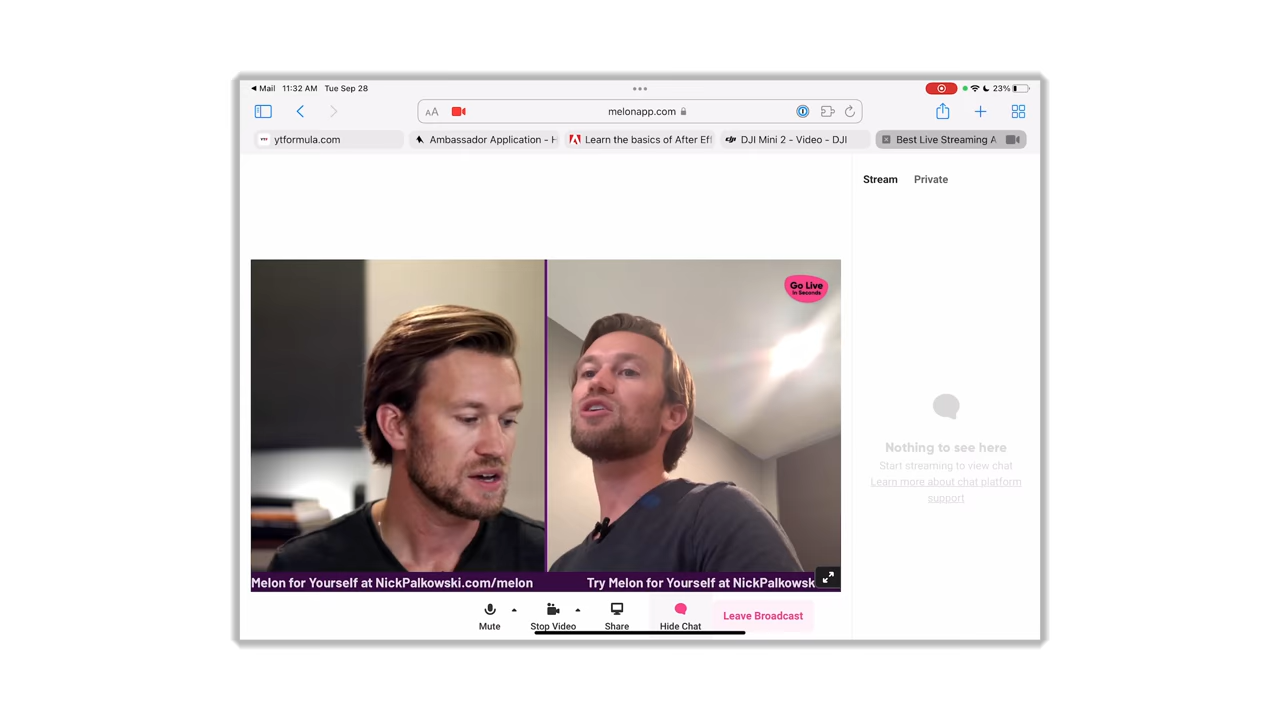 Mail 11:32 AM Tue Sep 28
23%
AA melonapp.com
ytformula.com
Ambassador Application - H
Learn the basics of After Eff
DJI Mini 2 - Video - DJI
Best Live Streaming A
Stream Private
Go Live
in Seconds
Nothing to see here
Start streaming to view chat
Learn more about chat platform
support
Melon for Yourself at NickPalkowski.com/melon
Try Melon for Yourself at NickPalkowsk
Mute
Stop Video
Share
Hide Chat
Leave Broadcast